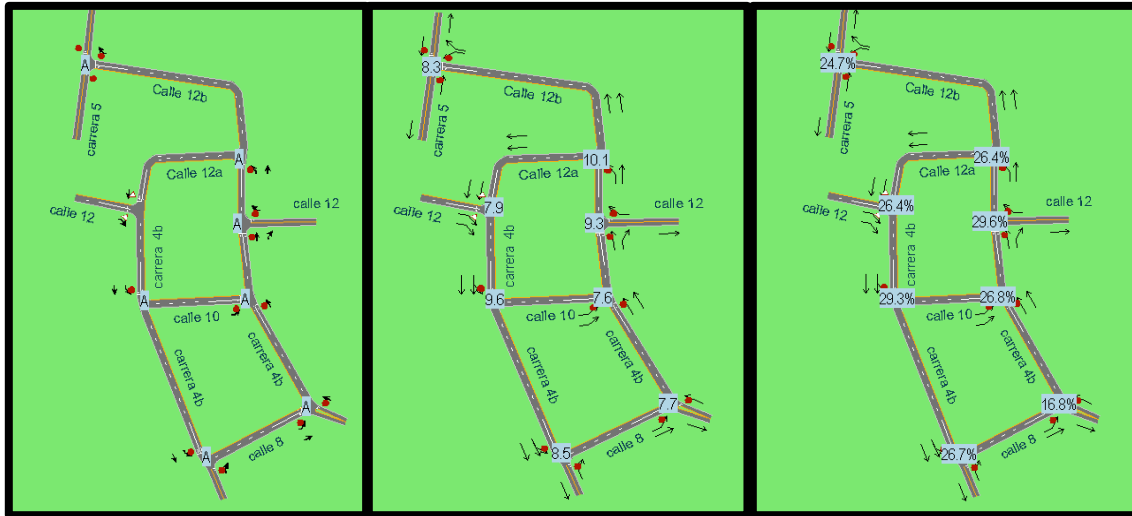 A
Calle 12b
carrera 5
A
Calle 12a
calle 12
A
calle 12
carrera 4b
A
A
calle 10
carrera 4b
carrera 4b
A
calle 8
A
8.3
Calle 12b
carrera 5
10.1
Calle 12a
7.9
calle 12
9.3
calle 12
carrera 4b
9.6
7.6
calle 10
carrera 4b
carrera 4b
7.7
calle 8
8.5
24.7%
Calle 12b
carrera 5
26.4%
Calle 12a
26.4%
calle 12
29.6%
calle 12
carrera 4b
29.3%
26.8%
calle 10
carrera 4b
carrera 4b
16.8%
calle 8
26.7%